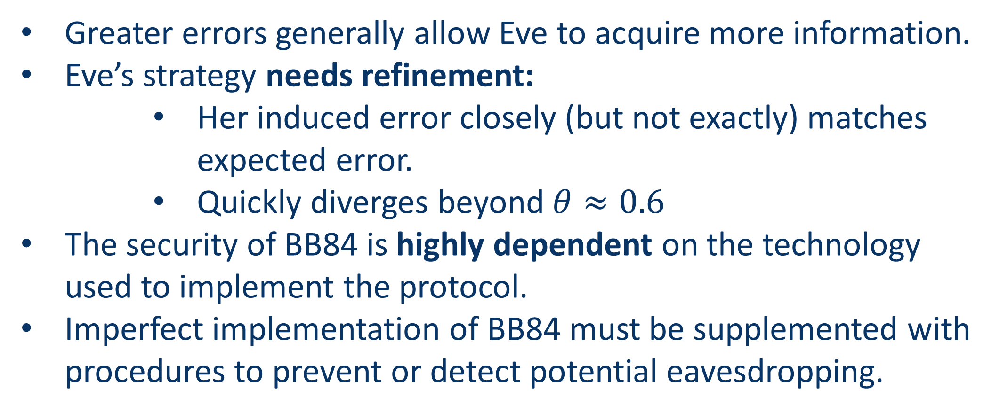 • Greater errors generally allow Eve to acquire more information.
• Eve’s strategy needs refinement:
• Her induced error closely (but not exactly) matches
expected error.
• Quickly diverges beyond θ ≈ 0.6
• The security of BB84 is highly dependent on the technology
used to implement the protocol.
• Imperfect implementation of BB84 must be supplemented with
procedures to prevent or detect potential eavesdropping.